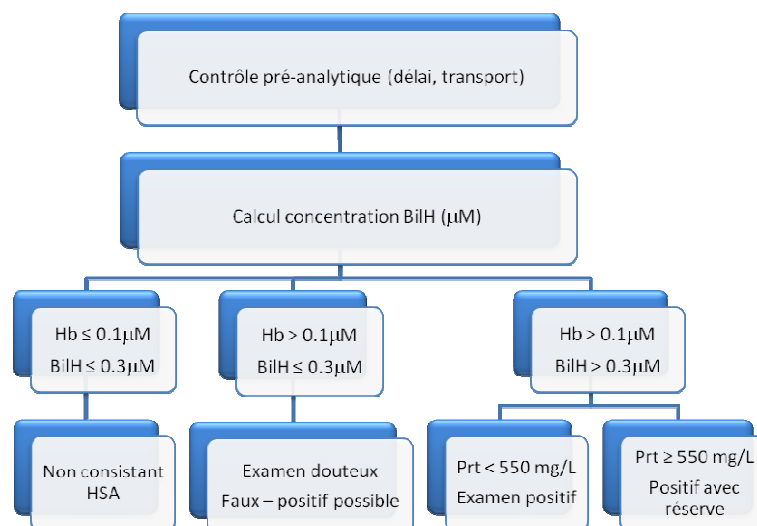 Contrôle pré-analytique (délai, transport)
Calcul concentration BilH (µM)
Hb ≤ 0.1µM
BilH ≤ 0.3µM
Hb > 0.1µM
BilH ≤ 0.3µM
Hb > 0.1µM
BilH > 0.3µM
Non consistant
HSA
Examen douteux
Faux – positif possible
Prt < 550 mg/L
Examen positif
Prt ≥ 550 mg/L
Positif avec
réserve